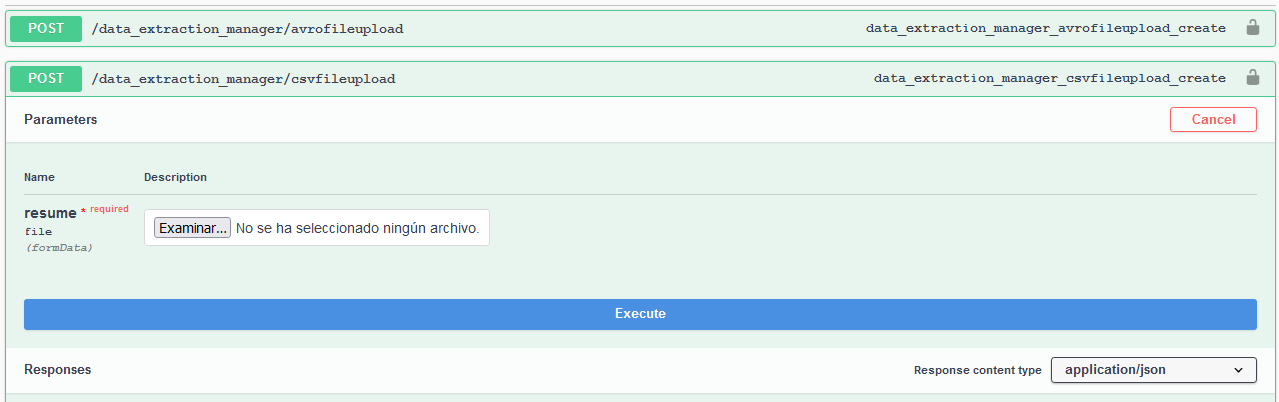 POST /data_extraction_manager/avrofileupload data_extraction_manager_avrofileupload_create
POST /data_extraction_manager/csvfileupload data_extraction_manager_csvfileupload_create
Parameters Cancel
Name Description
resume * required
file
(formData)
Examinar... No se ha seleccionado ningún archivo.
Execute
Responses Response content type application/json